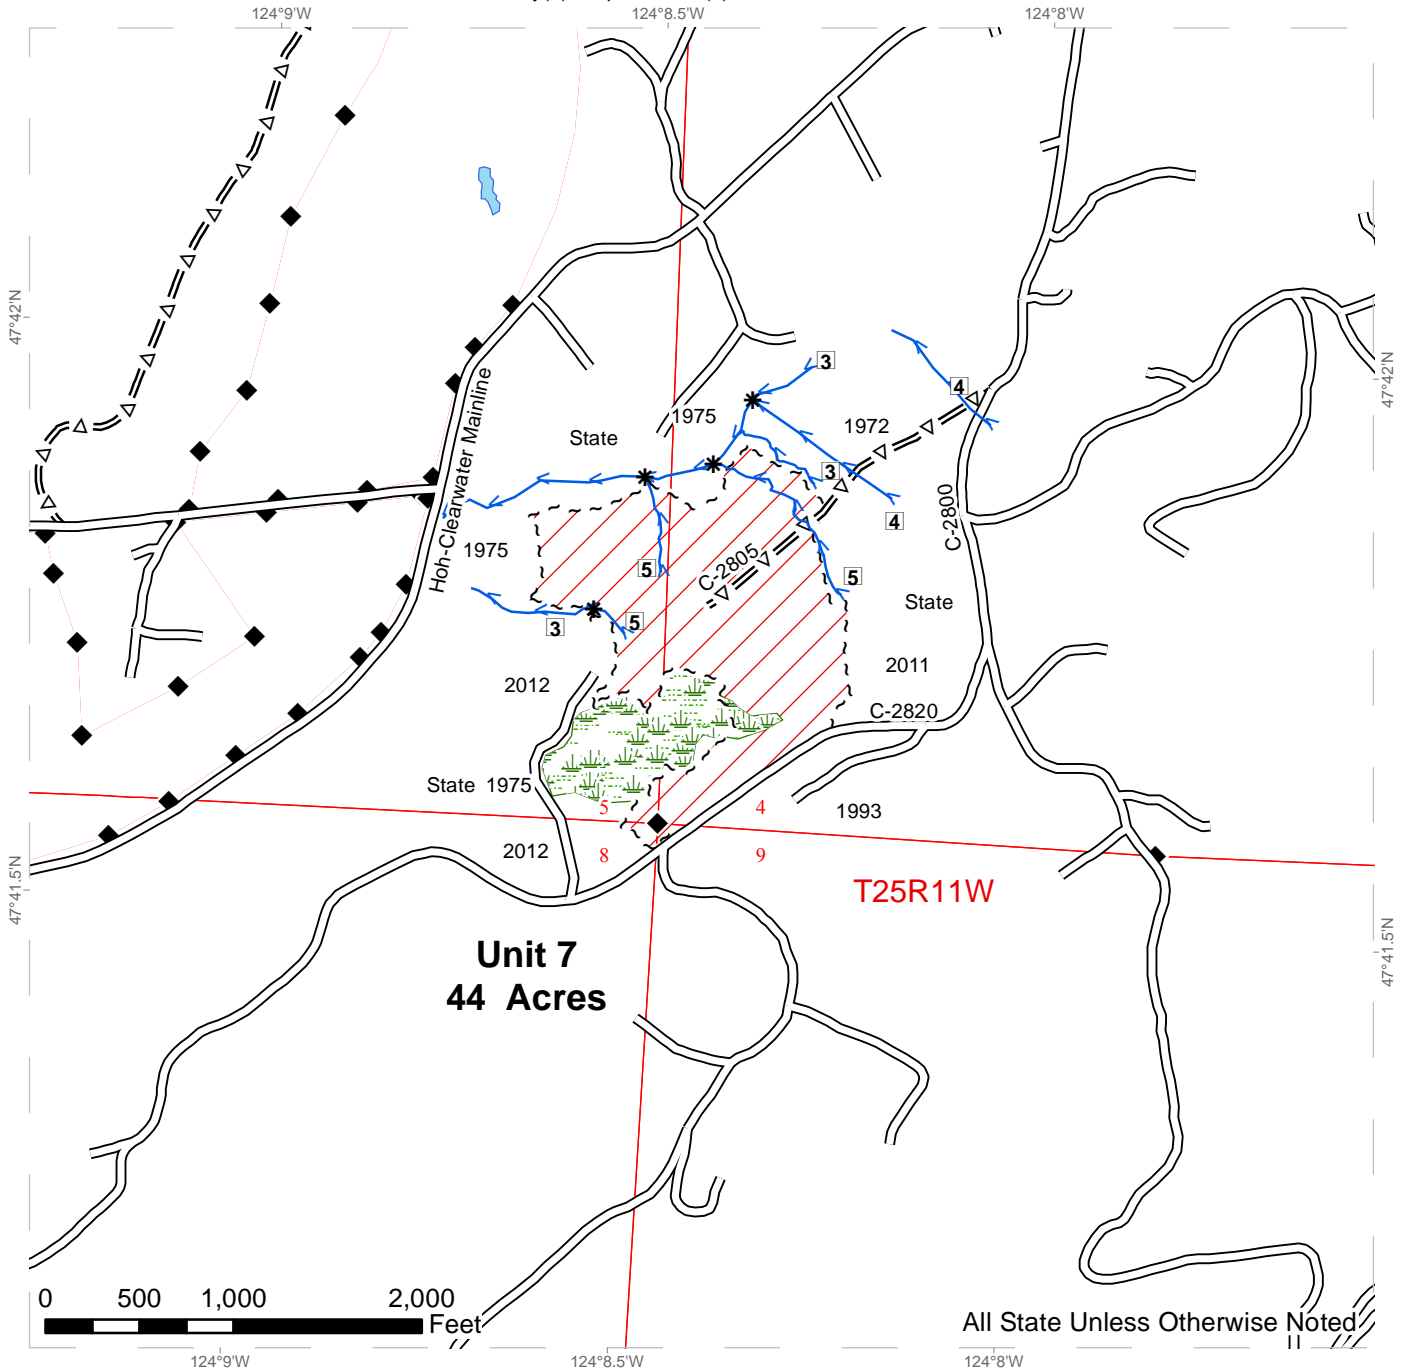 124°9'W
124°8.5'W
124°8'W
47°42'N
47°42'N
3
4
1975
1972
State
Hoh-Clearwater Mainline
3
4
C-2800
1975
C-2805
5
5
State
3
5
2011
2012
C-2820
State 1975
5
4
1993
2012
8
9
T25R11W
47°41.5'N
47°41.5'N
Unit 7
44 Acres
0 500 1,000 2,000
Feet
All State Unless Otherwise Noted
124°9'W
124°8.5'W
124°8'W